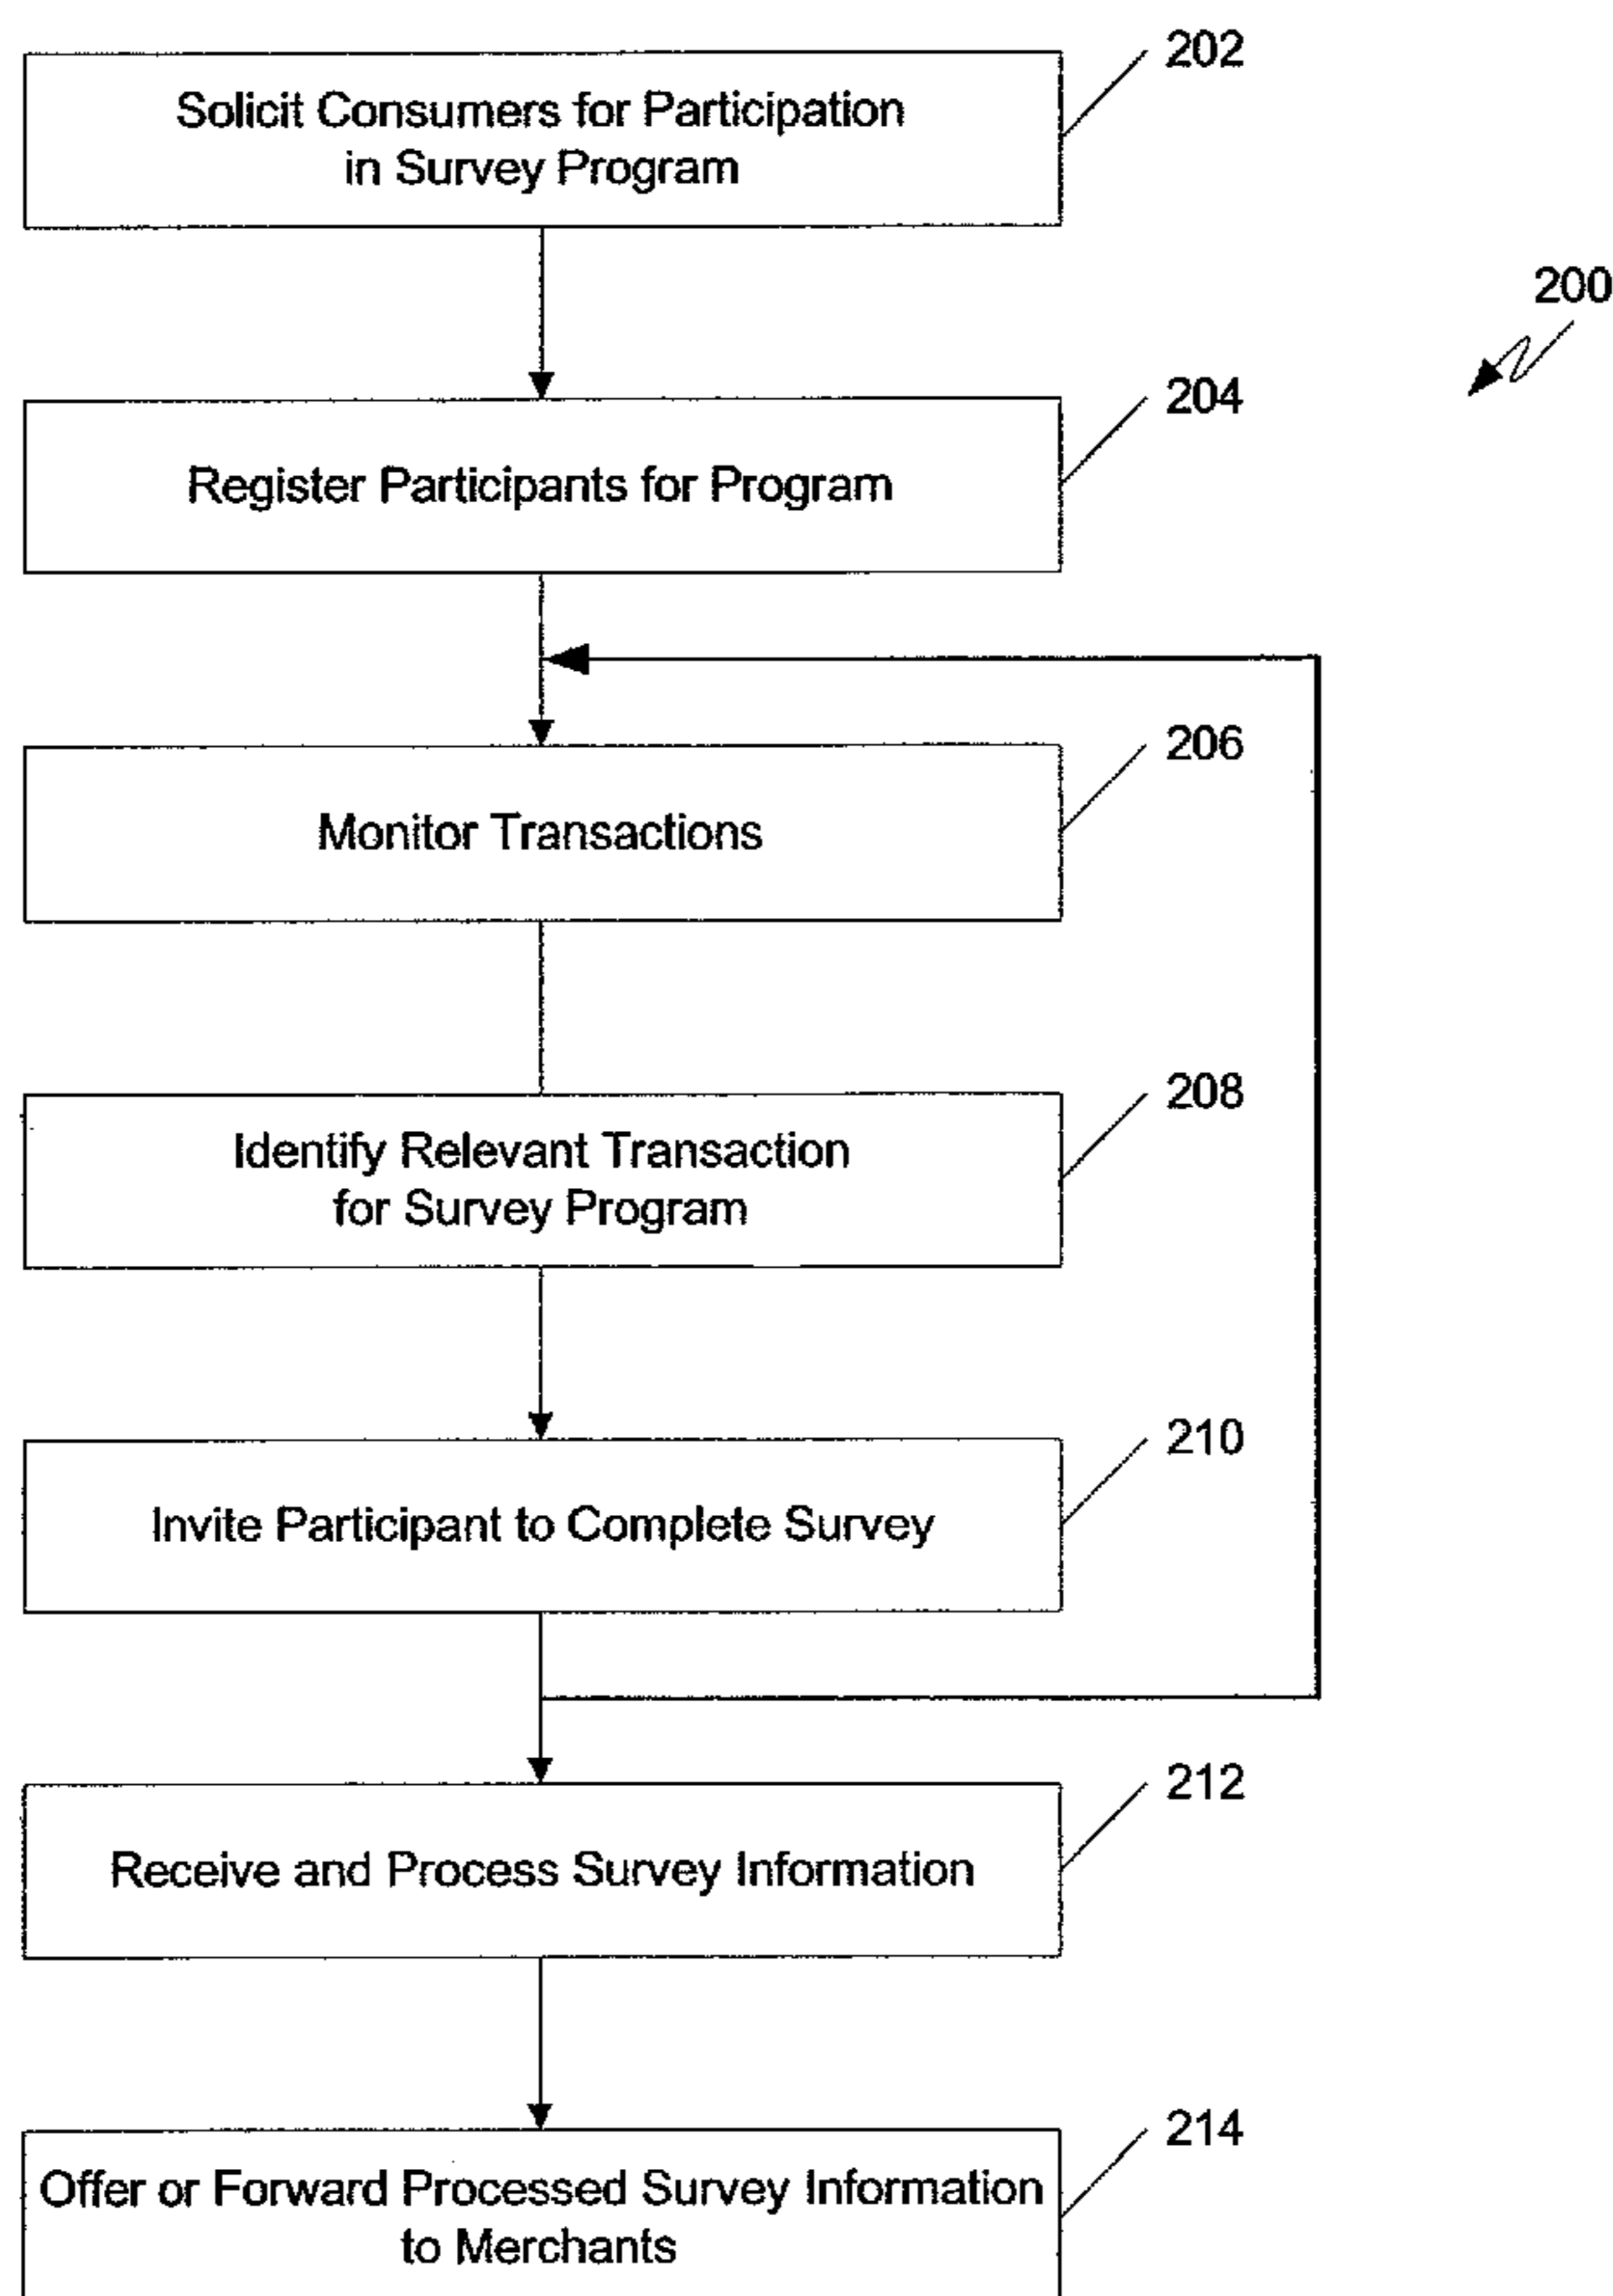 202
Solicit Consumers for Participation
in Survey Program
200
204
Register Participants for Program
206
Monitor Transactions
208
Identify Relevant Transaction
for Survey Program
210
Invite Participant to Complete Survey
212
Receive and Process Survey Information
214
Offer or Forward Processed Survey Information
to Merchants